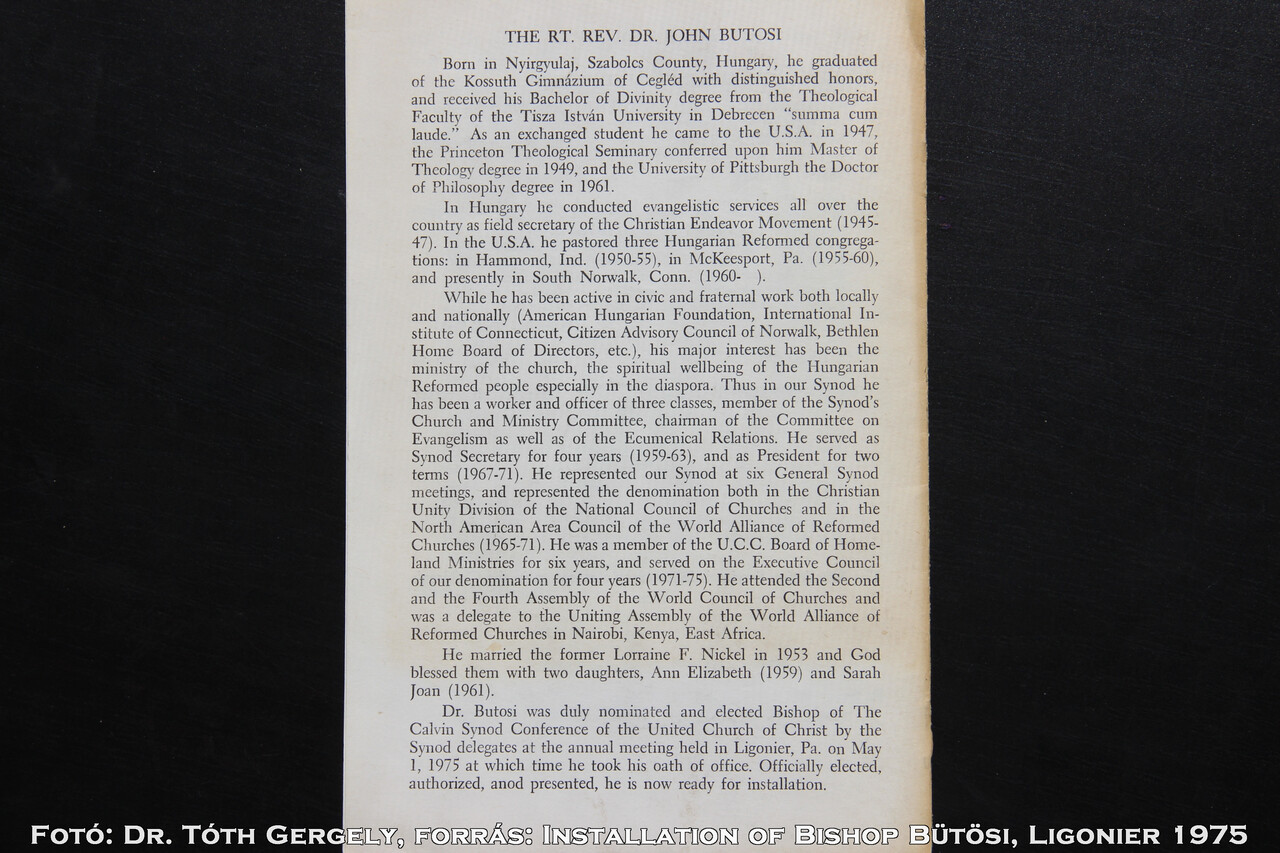 THE RT. REV. DR. JOHN BUTOSI
Born in Nyirgyulaj, Szabolcs County, Hungary, he graduated
of the Kossuth Gimnázium of Cegléd with distinguished honors,
and received his Bachelor of Divinity degree from the Theological
Faculty of the Tisza István University in Debrecen “summa cum
laude.” As an exchanged student he came to the U.S.A. in 1947,
the Princeton Theological Seminary conferred upon him Master of
Theology degree in 1949, and the University of Pittsburgh the Doctor
of Philosophy degree in 1961.
In Hungary he conducted evangelistic services all over the
country as field secretary of the Christian Endeavor Movement (1945-
47). In the U.S.A. he pastored three Hungarian Reformed congrega-
tions: in Hammond, Ind. (1950-55), in McKeesport, Pa. (1955-60),
and presently in South Norwalk, Conn. (1960-  ).
While he has been active in civic and fraternal work both locally
and nationally (American Hungarian Foundation, International In-
stitute of Connecticut, Citizen Advisory Council of Norwalk, Bethlen
Home Board of Directors, etc.), his major interest has been the
ministry of the church, the spiritual wellbeing of the Hungarian
Reformed people especially in the diaspora. Thus in our Synod he
has been a worker and officer of three classes, member of the Synod’s
Church and Ministry Committee, chairman of the Committee on
Evangelism as well as of the Ecumenical Relations. He served as
Synod Secretary for four years (1959-63), and as President for two
terms (1967-71). He represented our Synod at six General Synod
meetings, and represented the denomination both in the Christian
Unity Division of the National Council of Churches and in the
North American Area Council of the World Alliance of Reformed
Churches (1965-71). He was a member of the U.C.C. Board of Home-
land Ministries for six years, and served on the Executive Council
of our denomination for four years (1971-75). He attended the Second
and the Fourth Assembly of the World Council of Churches and
was a delegate to the Uniting Assembly of the World Alliance of
Reformed Churches in Nairobi, Kenya, East Africa.
He married the former Lorraine F. Nickel in 1953 and God
blessed them with two daughters, Ann Elizabeth (1959) and Sarah
Joan (1961).
Dr. Butosi was duly nominated and elected Bishop of The
Calvin Synod Conference of the United Church of Christ by the
Synod delegates at the annual meeting held in Ligonier, Pa. on May
1, 1975 at which time he took his oath of office. Officially elected,
authorized, anod presented, he is now ready for installation.
Fotó: Dr. Tóth Gergely, forrás: Installation of Bishop Bütösi, Ligonier 1975